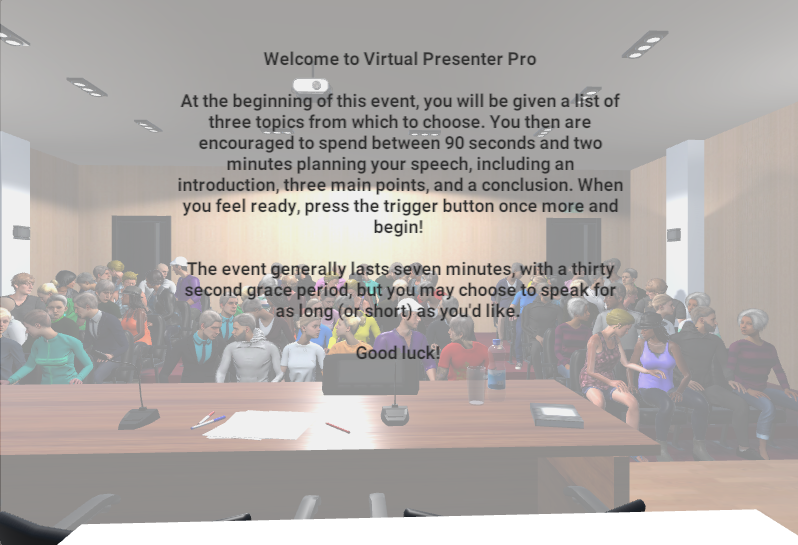 Welcome to Virtual Presenter Pro
At the beginning of this event, you will be given a list of
three topics from which to choose. You then are
encouraged to spend between 90 seconds and two
minutes planning your speech, including an
introduction, three main points, and a conclusion. When
you feel ready, press the trigger button once more and
begin!
The event generally lasts seven minutes, with a thirty
second grace period, but you may choose to speak for
as long (or short) as you'd like.
Good luck!